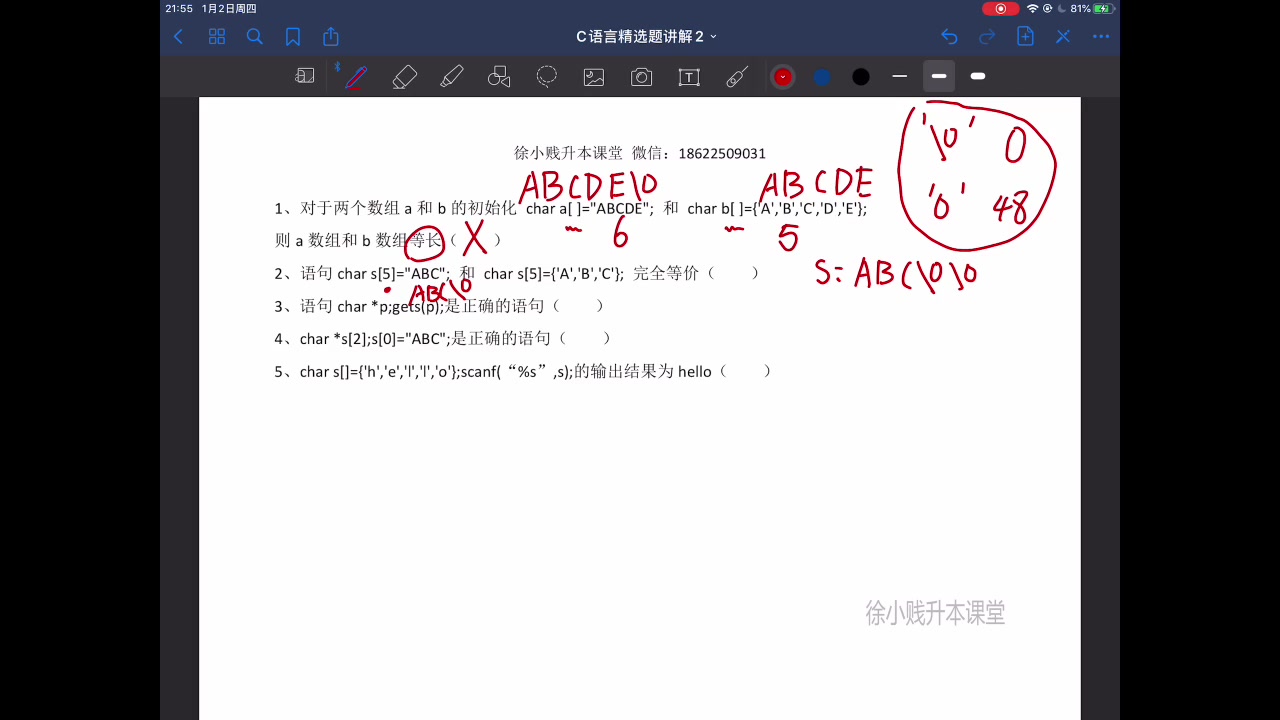 21:55 1月2日周四
81%
C语言精选题讲解2
徐小贱升本课堂 微信：18622509031
'\0' 0
ABCDE\0 ABCDE
'0' 48
1、对于两个数组 a 和 b 的初始化 char a[ ]="ABCDE"; 和 char b[ ]={'A','B','C','D','E'};
6 5
则 a 数组和 b 数组等长（ X ）
2、语句 char s[5]="ABC"; 和 char s[5]={'A','B','C'}; 完全等价（ ）
S= ABC\0\0
ABC\0
3、语句 char *p;gets(p);是正确的语句（ ）
4、char *s[2];s[0]="ABC";是正确的语句（ ）
5、char s[]={'h','e','l','l','o'};scanf(“%s”,s);的输出结果为 hello（ ）
徐小贱升本课堂